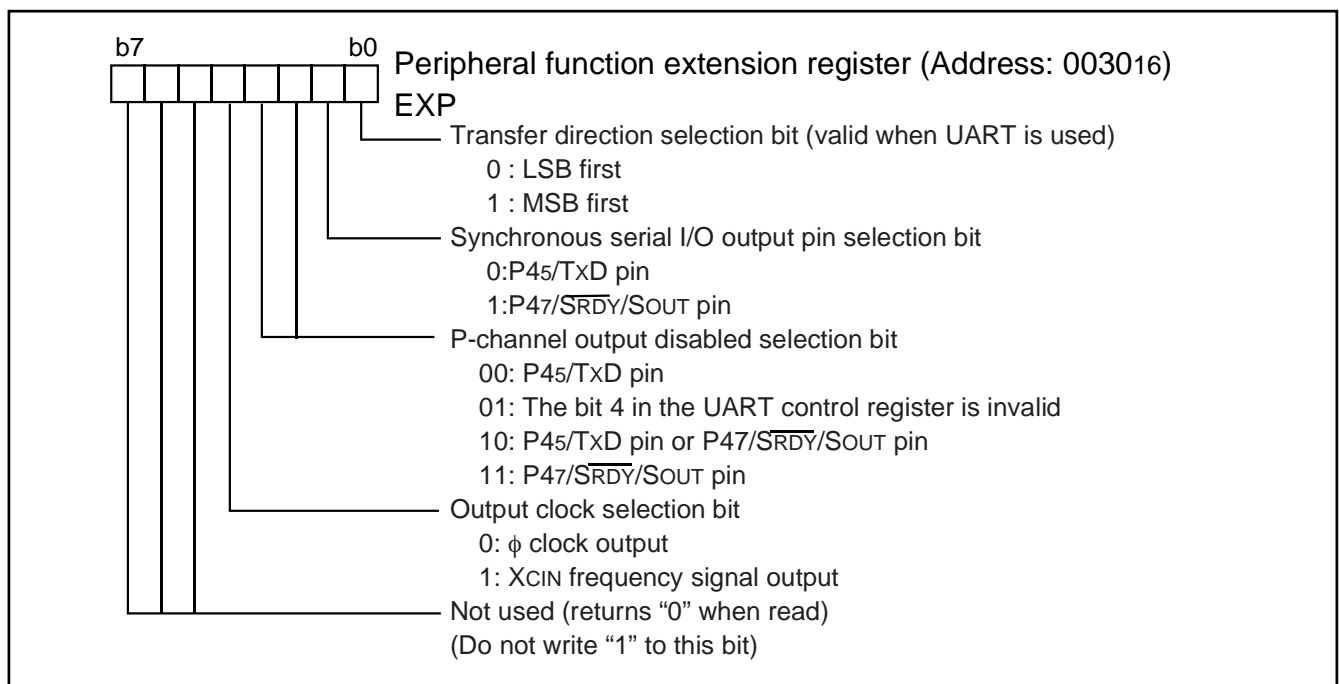 b7 b0
Peripheral function extension register (Address: 003016)
EXP
Transfer direction selection bit (valid when UART is used)
0 : LSB first
1 : MSB first
Synchronous serial I/O output pin selection bit
0:P45/TXD pin
1:P47/SRDY/SOUT pin
P-channel output disabled selection bit
00: P45/TXD pin
01: The bit 4 in the UART control register is invalid
10: P45/TXD pin or P47/SRDY/SOUT pin
11: P47/SRDY/SOUT pin
Output clock selection bit
0: ϕ clock output
1: XCIN frequency signal output
Not used (returns “0” when read)
(Do not write “1” to this bit)